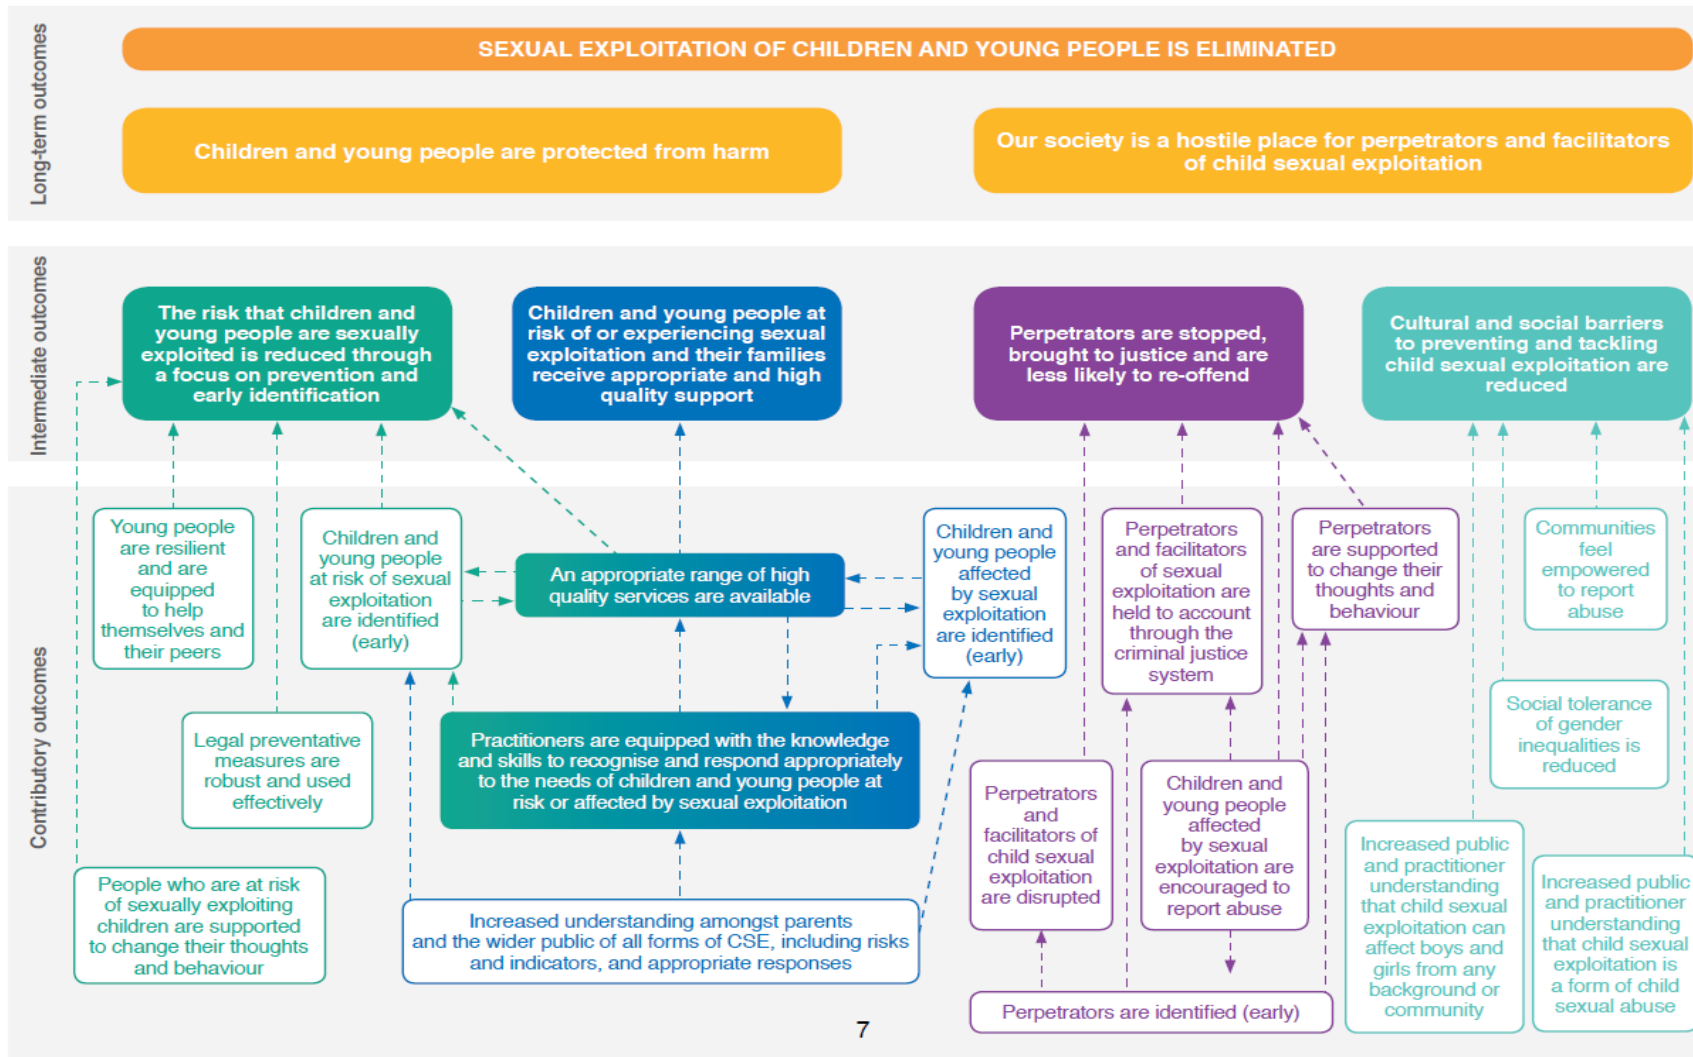 Long-term outcomes
SEXUAL EXPLOITATION OF CHILDREN AND YOUNG PEOPLE IS ELIMINATED
Children and young people are protected from harm
Our society is a hostile place for perpetrators and facilitators
of child sexual exploitation
Intermediate outcomes
The risk that children and
young people are sexually
exploited is reduced through
a focus on prevention and
early identification
Children and young people at
risk of or experiencing sexual
exploitation and their families
receive appropriate and high
quality support
Perpetrators are stopped,
brought to justice and are
less likely to re-offend
Cultural and social barriers
to preventing and tackling
child sexual exploitation are
reduced
Contributory outcomes
Young people
are resilient
and are
equipped
to help
themselves and
their peers
Children and
young people
at risk of sexual
exploitation
are identified
(early)
An appropriate range of high
quality services are available
Children and
young people
affected
by sexual
exploitation
are identified
(early)
Perpetrators
and facilitators
of sexual
exploitation are
held to account
through the
criminal justice
system
Perpetrators
are supported
to change their
thoughts and
behaviour
Communities
feel
empowered
to report
abuse
Legal preventative
measures are
robust and used
effectively
Practitioners are equipped with the knowledge
and skills to recognise and respond appropriately
to the needs of children and young people at
risk or affected by sexual exploitation
Social tolerance
of gender
inequalities is
reduced
Perpetrators
and
facilitators of
child sexual
exploitation
are disrupted
Children and
young people
affected
by sexual
exploitation are
encouraged to
report abuse
People who are at risk
of sexually exploiting
children are supported
to change their thoughts
and behaviour
Increased understanding amongst parents
and the wider public of all forms of CSE, including risks
and indicators, and appropriate responses
Increased public
and practitioner
understanding
that child sexual
exploitation can
affect boys and
girls from any
background or
community
Increased public
and practitioner
understanding
that child sexual
exploitation is
a form of child
sexual abuse
Perpetrators are identified (early)
7